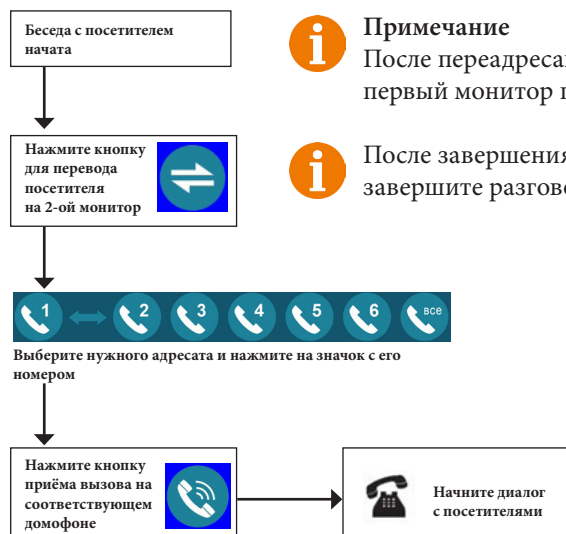 Беседа с посетителем
начата
Примечание
После
первый монитор
Нажмите кнопку
для перевода
посетителя
на 2-ой монитор
После завершения
завершите
1 2 3 4 5 6 все
Выберите нужного адресата и нажмите на значок с его
номером
Нажмите кнопку
приёма вызова на
соответствующем
домофоне
Начните диалог
с посетителями